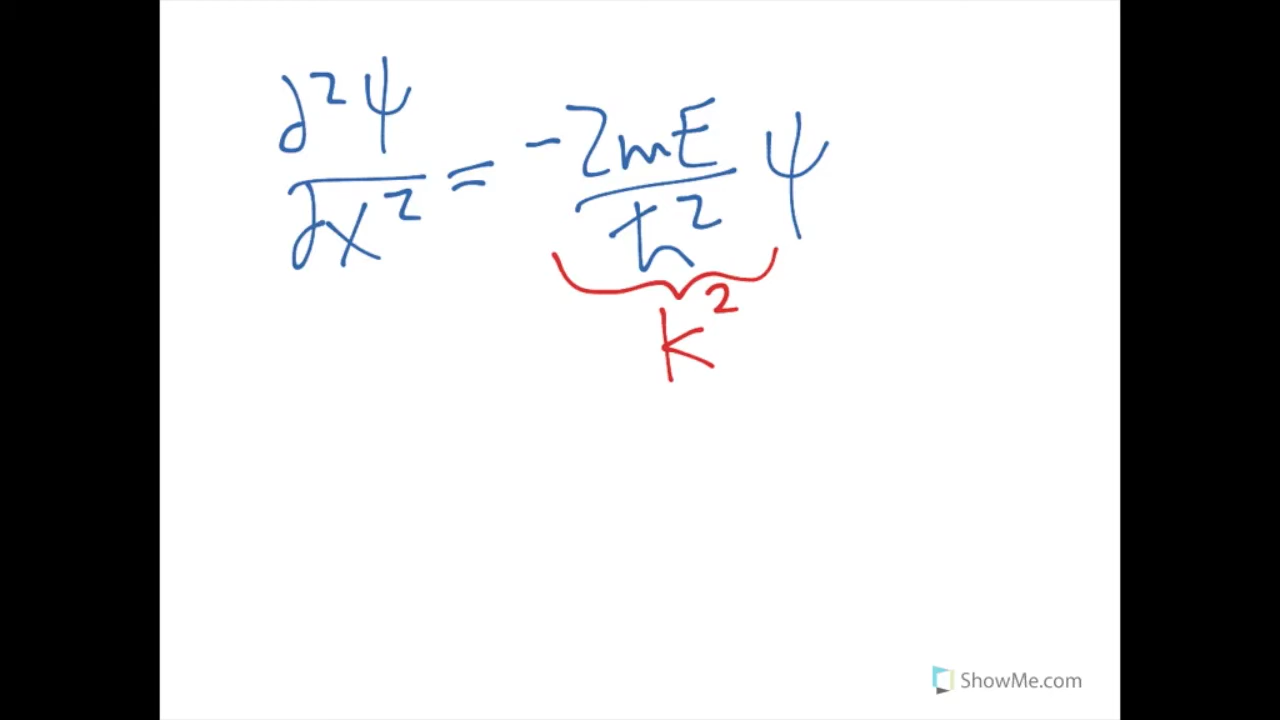 ∂²ψ/∂x² = -2mE/ħ² ψ
k²
ShowMe.com